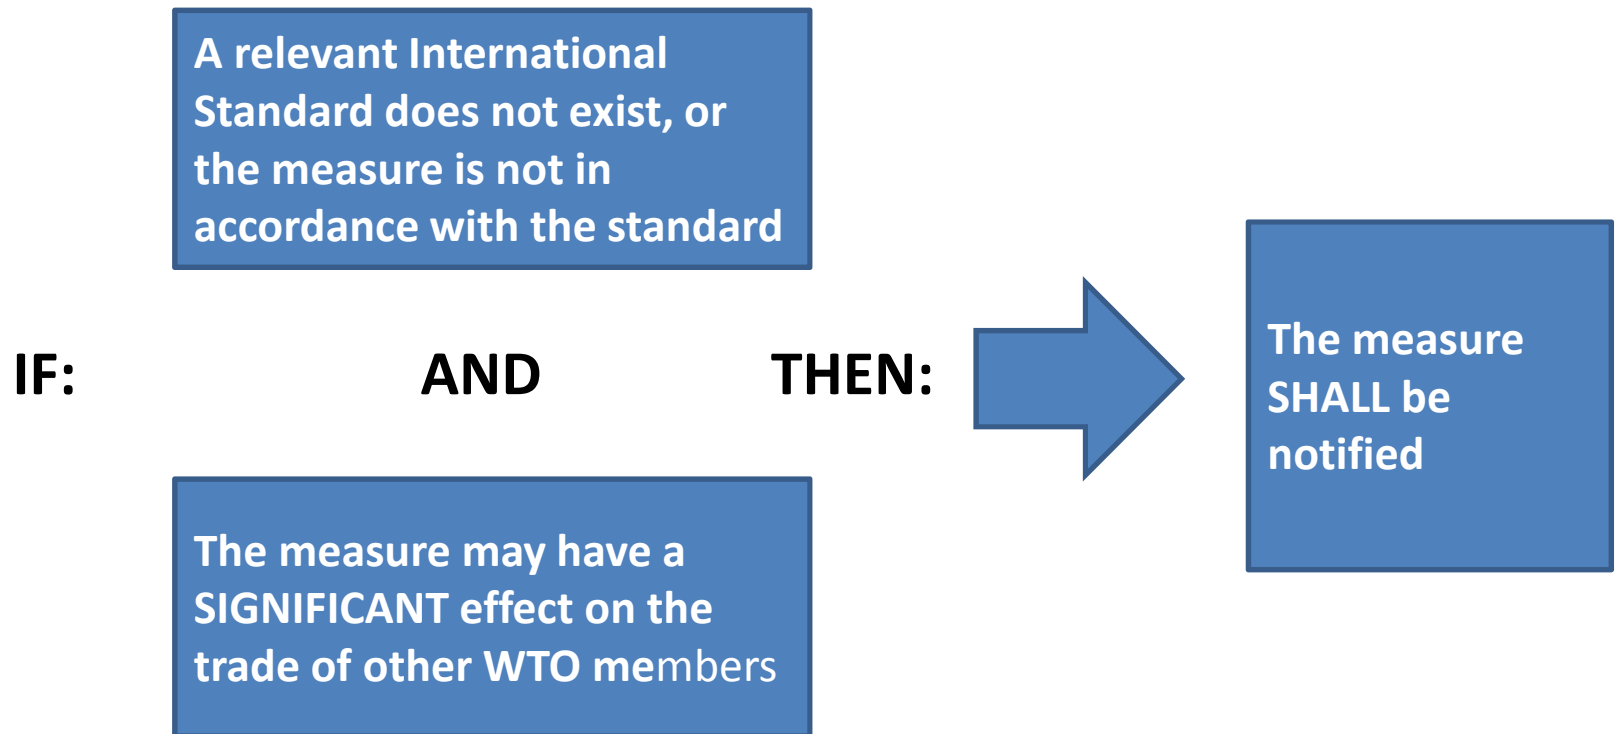 A relevant International
Standard does not exist, or
the measure is not in
accordance with the standard
IF:
AND
THEN:
The measure may have a
SIGNIFICANT effect on the
trade of other WTO members
The measure
SHALL be
notified